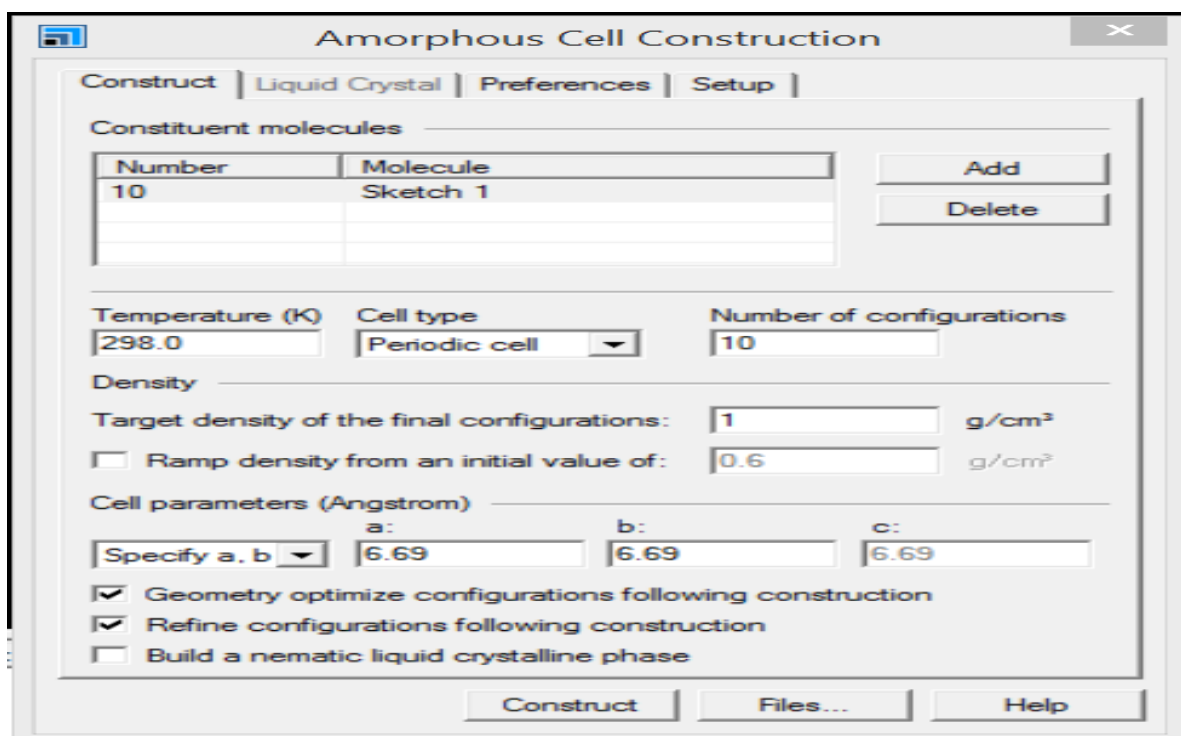 Amorphous Cell Construction
Construct Liquid Crystal Preferences Setup
Constituent molecules
Number Molecule Add
10 Sketch 1
Delete
Temperature (K) Cell type Number of configurations
298.0 Periodic cell 10
Density
Target density of the final configurations: 1 g/cm³
Ramp density from an initial value of: 0.6 g/cm³
Cell parameters (Angstrom)
a: b: c:
Specify a, b 6.69 6.69 6.69
Geometry optimize configurations following construction
Refine configurations following construction
Build a nematic liquid crystalline phase
Construct Files... Help